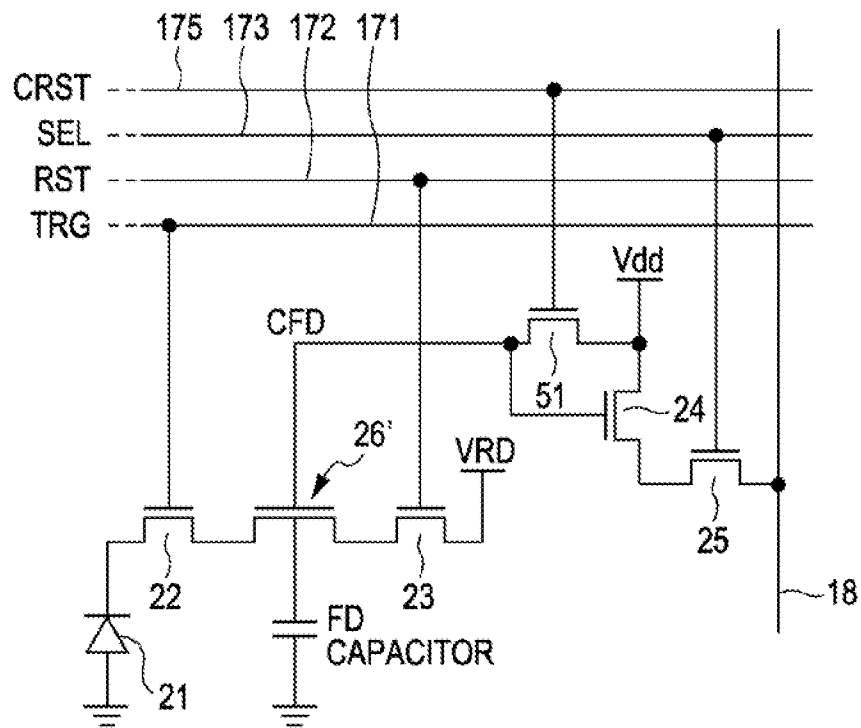 175 173 172 171
CRST
SEL
RST
TRG
Vdd
CFD
51
24
26'
VRD
25
22
23
18
FD
CAPACITOR
21